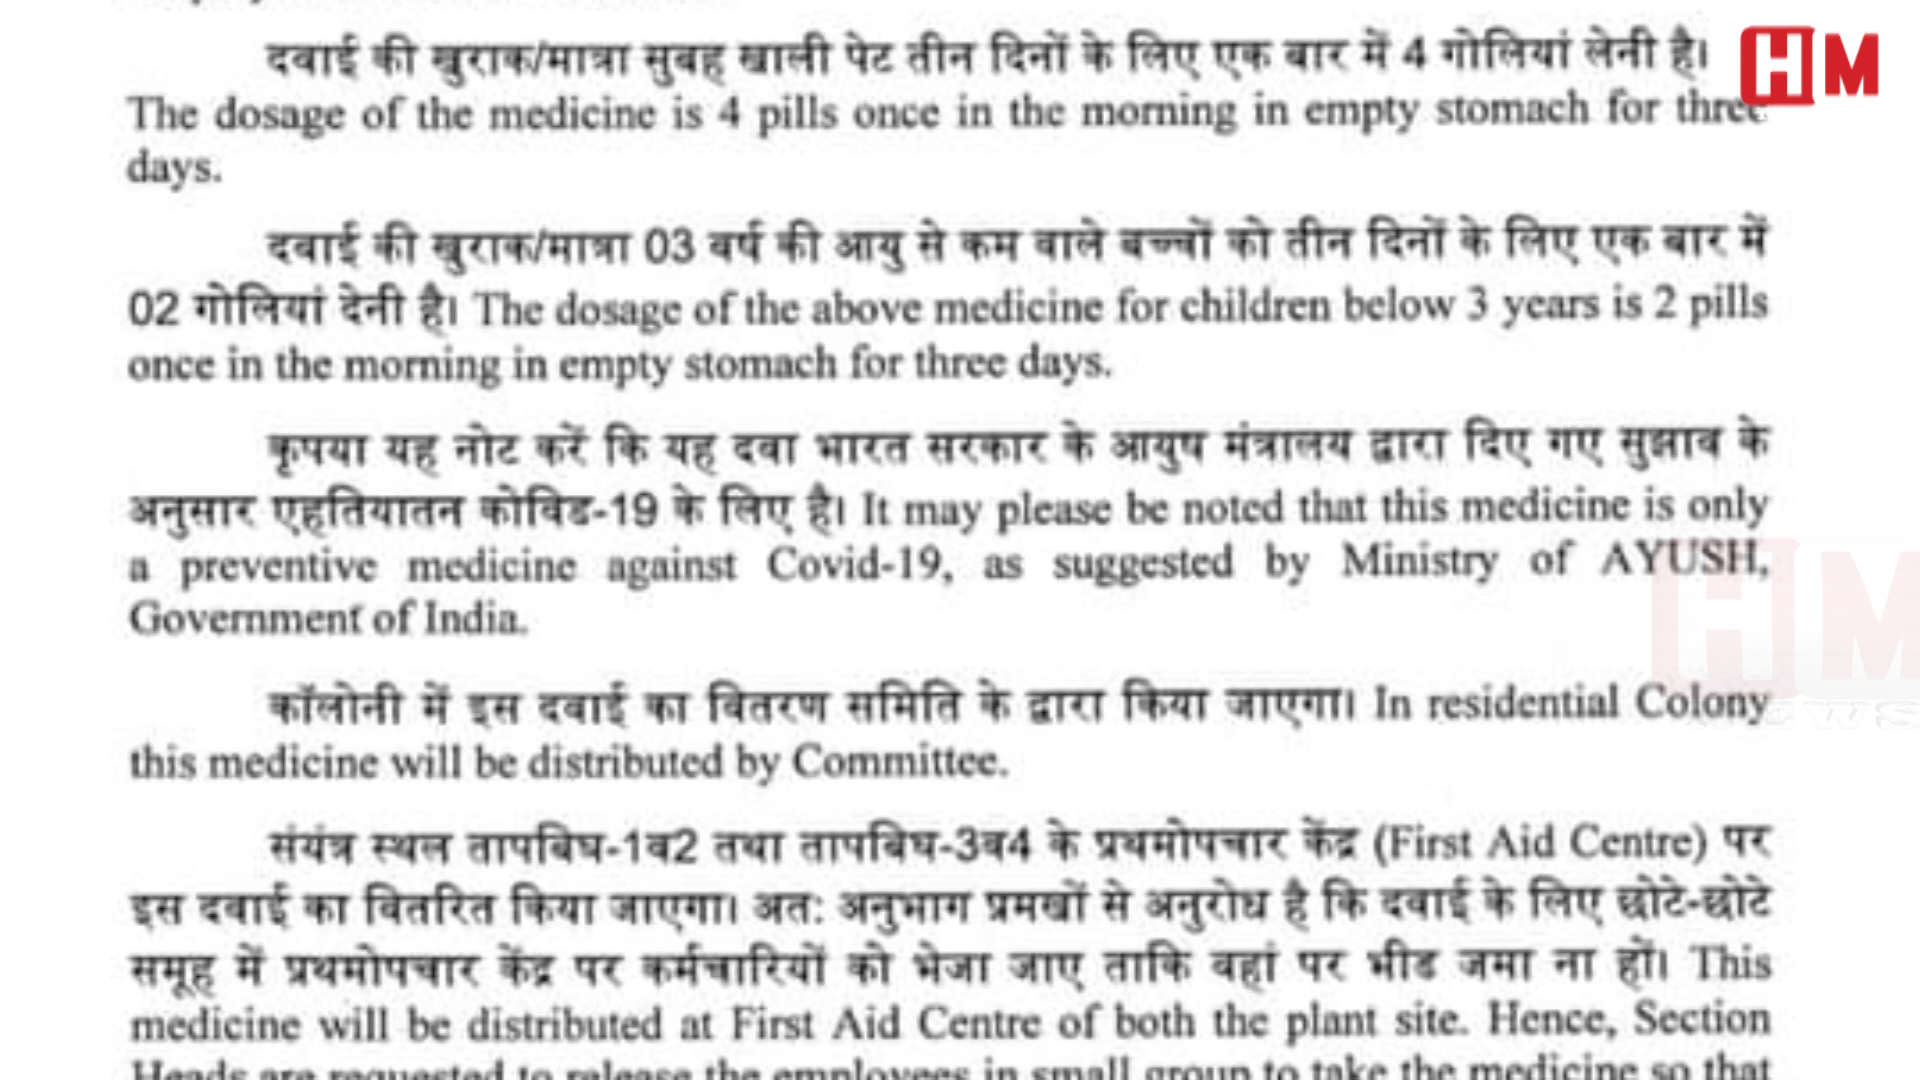 दवाई की खुराक/मात्रा सुबह खाली पेट तीन दिनों के लिए एक बार में 4 गोलियां लेनी है।
HM
The dosage of the medicine is 4 pills once in the morning in empty stomach for three
days.
दवाई की खुराक/मात्रा 03 वर्ष की आयु से कम वाले बच्चों को तीन दिनों के लिए एक बार में
02 गोलियां देनी है। The dosage of the above medicine for children below 3 years is 2 pills
once in the morning in empty stomach for three days.
कृपया यह नोट करें कि यह दवा भारत सरकार के आयुष मंत्रालय द्वारा दिए गए सुझाव के
अनुसार एहतियातन कोविड-19 के लिए है। It may please be noted that this medicine is only
a preventive medicine against Covid-19, as suggested by Ministry of AYUSH,
Government of India.
HM
कॉलोनी में इस दवाई का वितरण समिति के द्वारा किया जाएगा। In residential Colony
this medicine will be distributed by Committee.
संयंत्र स्थल तापबिघ-1व2 तथा तापबिघ-3व4 के प्रथमोपचार केंद्र (First Aid Centre) पर
इस दवाई का वितरित किया जाएगा। अत: अनुभाग प्रमखों से अनुरोध है कि दवाई के लिए छोटे-छोटे
समूह में प्रथमोपचार केंद्र पर कर्मचारियों को भेजा जाए ताकि वहां पर भीड जमा ना हों। This
medicine will be distributed at First Aid Centre of both the plant site. Hence, Section
Heads are requested to release the employees in small group to take the medicine so that